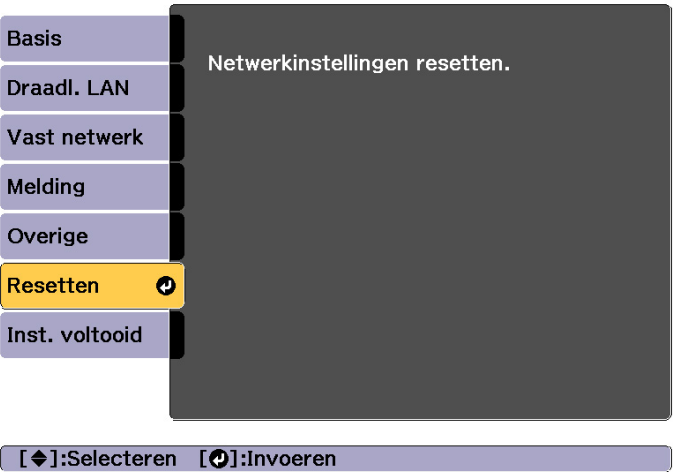 Basis
Draadl. LAN
Vast netwerk
Melding
Overige
Resetten
Inst. voltooid
Netwerkinstellingen resetten.
[◆]:Selecteren [↵]:Invoeren